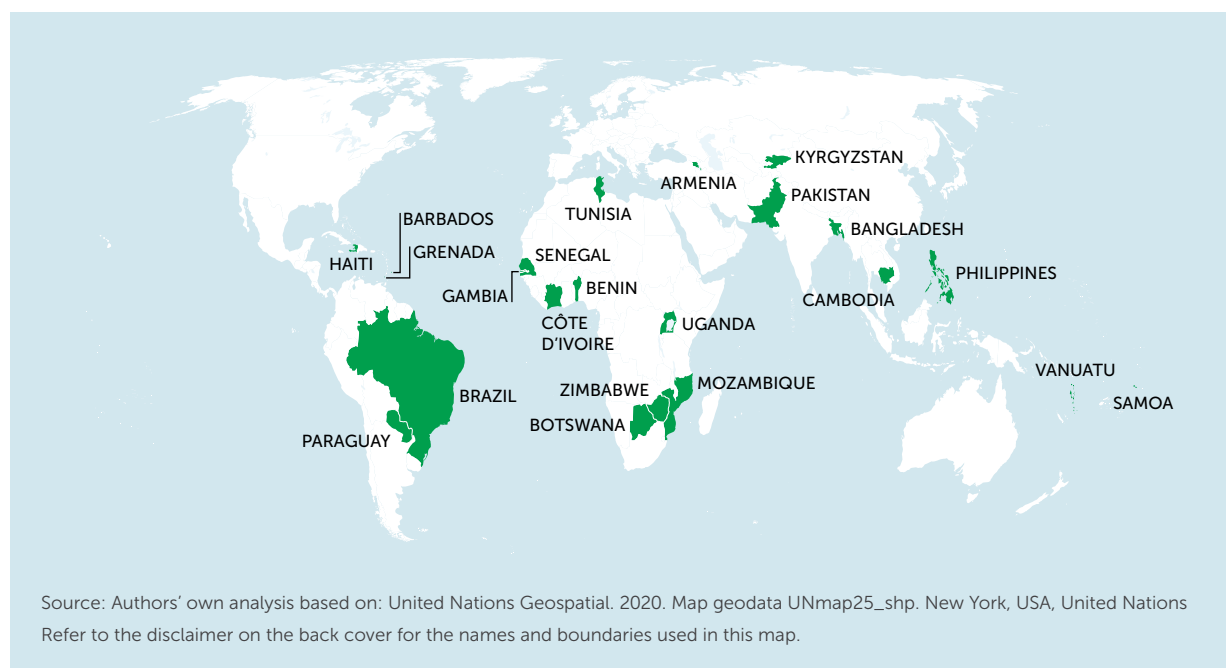 KYRGYZSTAN
ARMENIA
PAKISTAN
TUNISIA
BARBADOS
BANGLADESH
GRENADA
SENEGAL
HAITI
PHILIPPINES
BENIN
GAMBIA
CAMBODIA
CÔTE
D'IVOIRE
UGANDA
VANUATU
MOZAMBIQUE
ZIMBABWE
BRAZIL
SAMOA
BOTSWANA
PARAGUAY
Source: Authors' own analysis based on: United Nations Geospatial. 2020. Map geodata UNmap25_shp. New York, USA, United Nations
Refer to the disclaimer on the back cover for the names and boundaries used in this map.